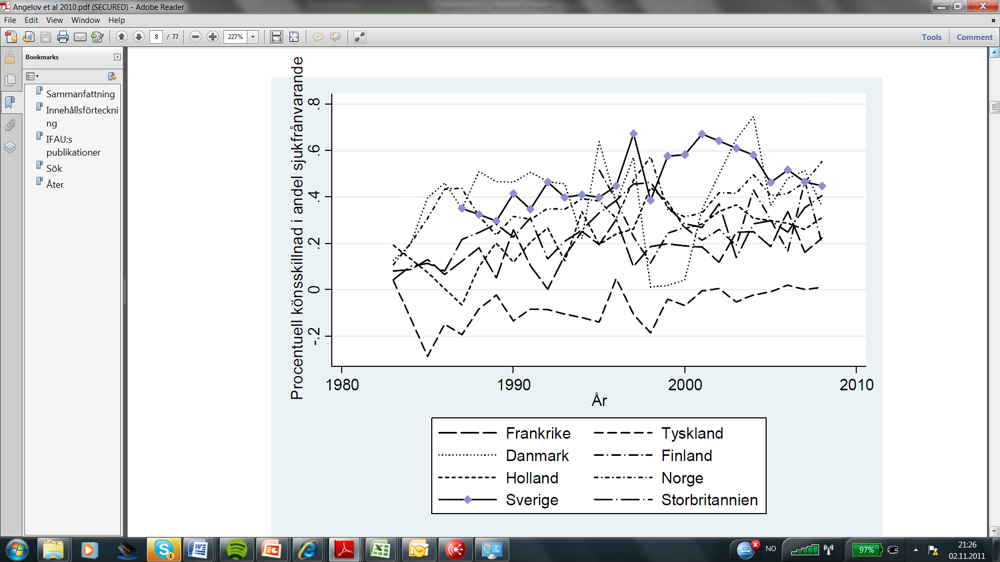 Angelov et al 2010.pdf (SECURED) - Adobe Reader
File Edit View Window Help
8 / 77 227% Tools Comment
Bookmarks
Sammanfattning
Innehållsförteckni
ng
IFAU:s
publikationer
Sök
Åter
Procentuell könsskillnad i andel sjukfrånvarande
.8
.6
.4
.2
0
-.2
1980 1990 2000 2010
År
Frankrike Tyskland
Danmark Finland
Holland Norge
Sverige Storbritannien
NO 97% 21:26
02.11.2011